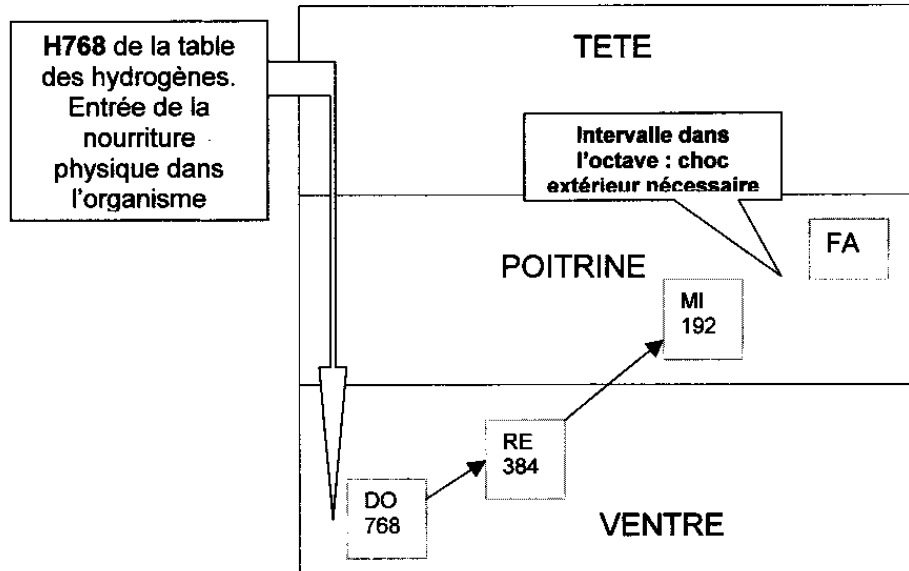 H768 de la table
des hydrogènes.
Entrée de la
nourriture
physique dans
l'organisme
TETE
Intervalle dans
l'octave : choc
extérieur nécessaire
FA
POITRINE
MI
192
RE
384
DO
768
VENTRE